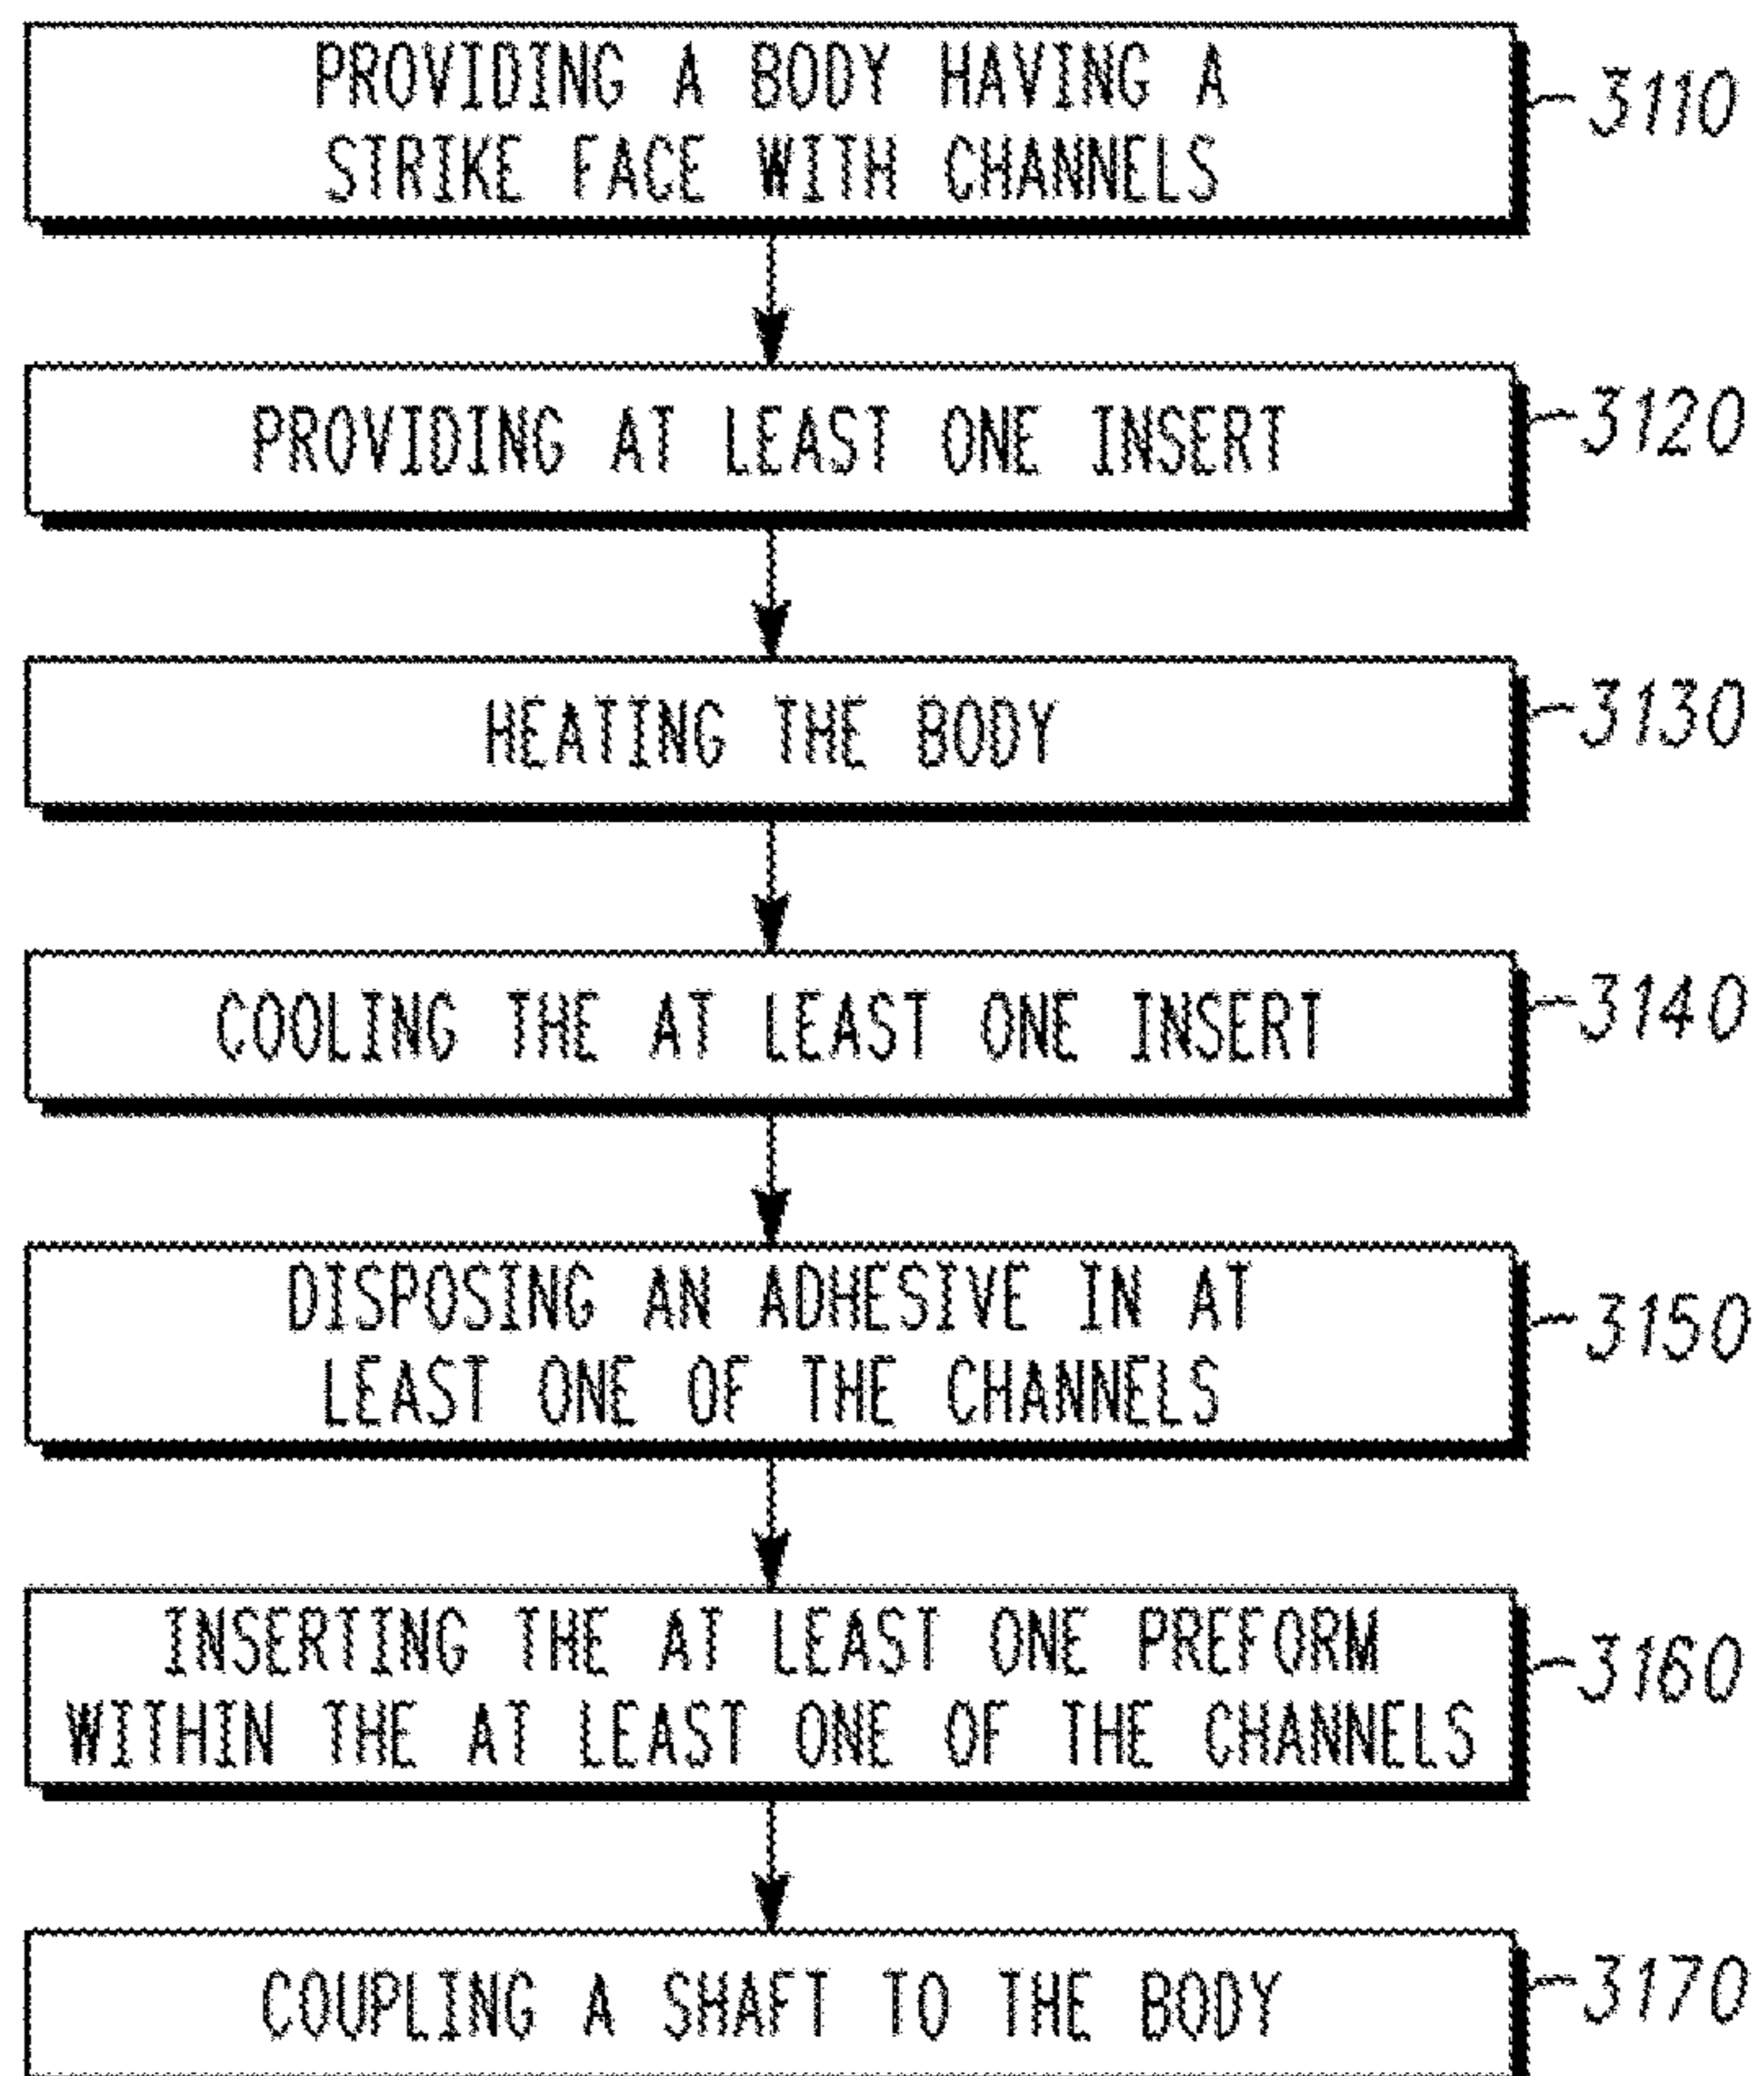 PROVIDING A BODY HAVING A
STRIKE FACE WITH CHANNELS
3110
PROVIDING AT LEAST ONE INSERT
3120
HEATING THE BODY
3130
COOLING THE AT LEAST ONE INSERT
3140
DISPOSING AN ADHESIVE IN AT
LEAST ONE OF THE CHANNELS
3150
INSERTING THE AT LEAST ONE PREFORM
WITHIN THE AT LEAST ONE OF THE CHANNELS
3160
COUPLING A SHAFT TO THE BODY
3170